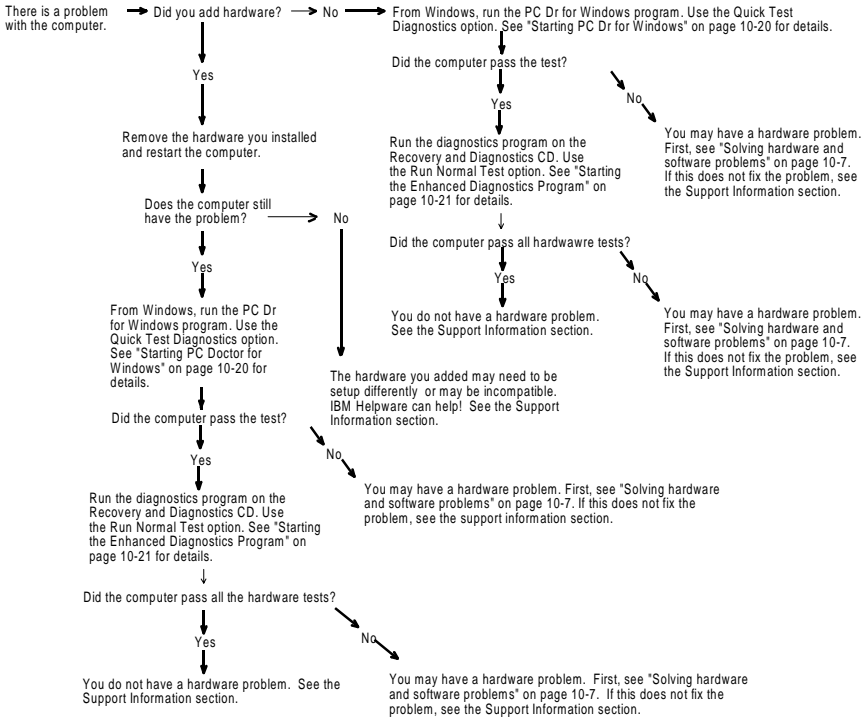 There is a problem
with the computer.
Did you add hardware?
No
From Windows, run the PC Dr for Windows program. Use the Quick Test
Diagnostics option. See "Starting PC Dr for Windows" on page 10-20 for details.
Did the computer pass the test?
No
You may have a hardware problem.
First, see "Solving hardware and
software problems" on page 10-7.
If this does not fix the problem, see
the Support Information section.
Yes
Run the diagnostics program on the
Recovery and Diagnostics CD. Use
the Run Normal Test option. See "Starting
the Enhanced Diagnostics Program" on
page 10-21 for details.
Did the computer pass all hardwawre tests?
No
You may have a hardware problem.
First, see "Solving hardware and
software problems" on page 10-7.
If this does not fix the problem, see
the Support Information section.
Yes
You do not have a hardware problem.
See the Support Information section.
Yes
Remove the hardware you installed
and restart the computer.
Does the computer still
have the problem?
No
The hardware you added may need to be
setup differently or may be incompatible.
IBM Helpware can help! See the Support
Information section.
Yes
From Windows, run the PC Dr
for Windows program. Use the
Quick Test Diagnostics option.
See "Starting PC Doctor for
Windows" on page 10-20 for
details.
Did the computer pass the test?
No
You may have a hardware problem. First, see "Solving hardware
and software problems" on page 10-7. If this does not fix the
problem, see the support information section.
Yes
Run the diagnostics program on the
Recovery and Diagnostics CD. Use
the Run Normal Test option. See "Starting
the Enhanced Diagnostics Program" on
page 10-21 for details.
Did the computer pass all the hardware tests?
No
You may have a hardware problem. First, see "Solving hardware
and software problems" on page 10-7. If this does not fix the
problem, see the Support Information section.
Yes
You do not have a hardware problem. See the
Support Information section.